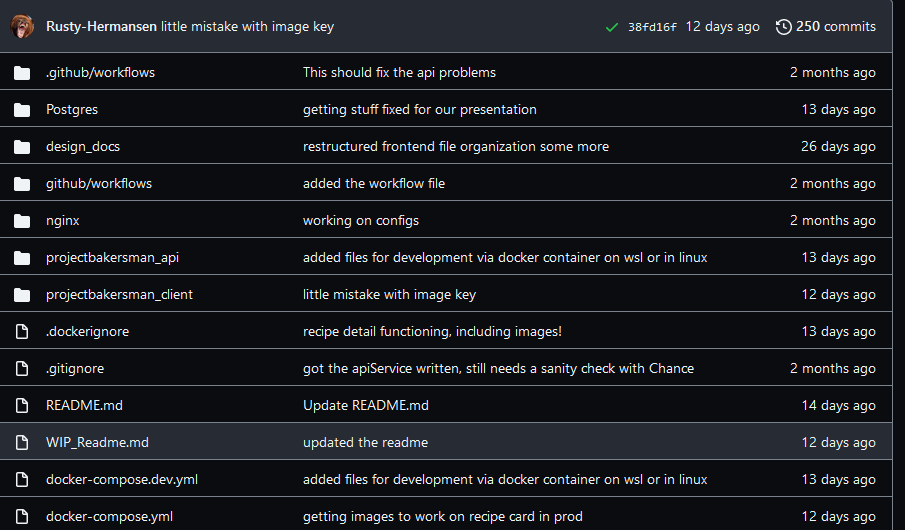 Rusty-Hermansen little mistake with image key 38fd16f 12 days ago 250 commits
.github/workflows This should fix the api problems 2 months ago
Postgres getting stuff fixed for our presentation 13 days ago
design_docs restructured frontend file organization some more 26 days ago
github/workflows added the workflow file 2 months ago
nginx working on configs 2 months ago
projectbakersman_api added files for development via docker container on wsl or in linux 13 days ago
projectbakersman_client little mistake with image key 12 days ago
.dockerignore recipe detail functioning, including images! 13 days ago
.gitignore got the apiService written, still needs a sanity check with Chance 2 months ago
README.md Update README.md 14 days ago
WIP_Readme.md updated the readme 12 days ago
docker-compose.dev.yml added files for development via docker container on wsl or in linux 13 days ago
docker-compose.yml getting images to work on recipe card in prod 12 days ago